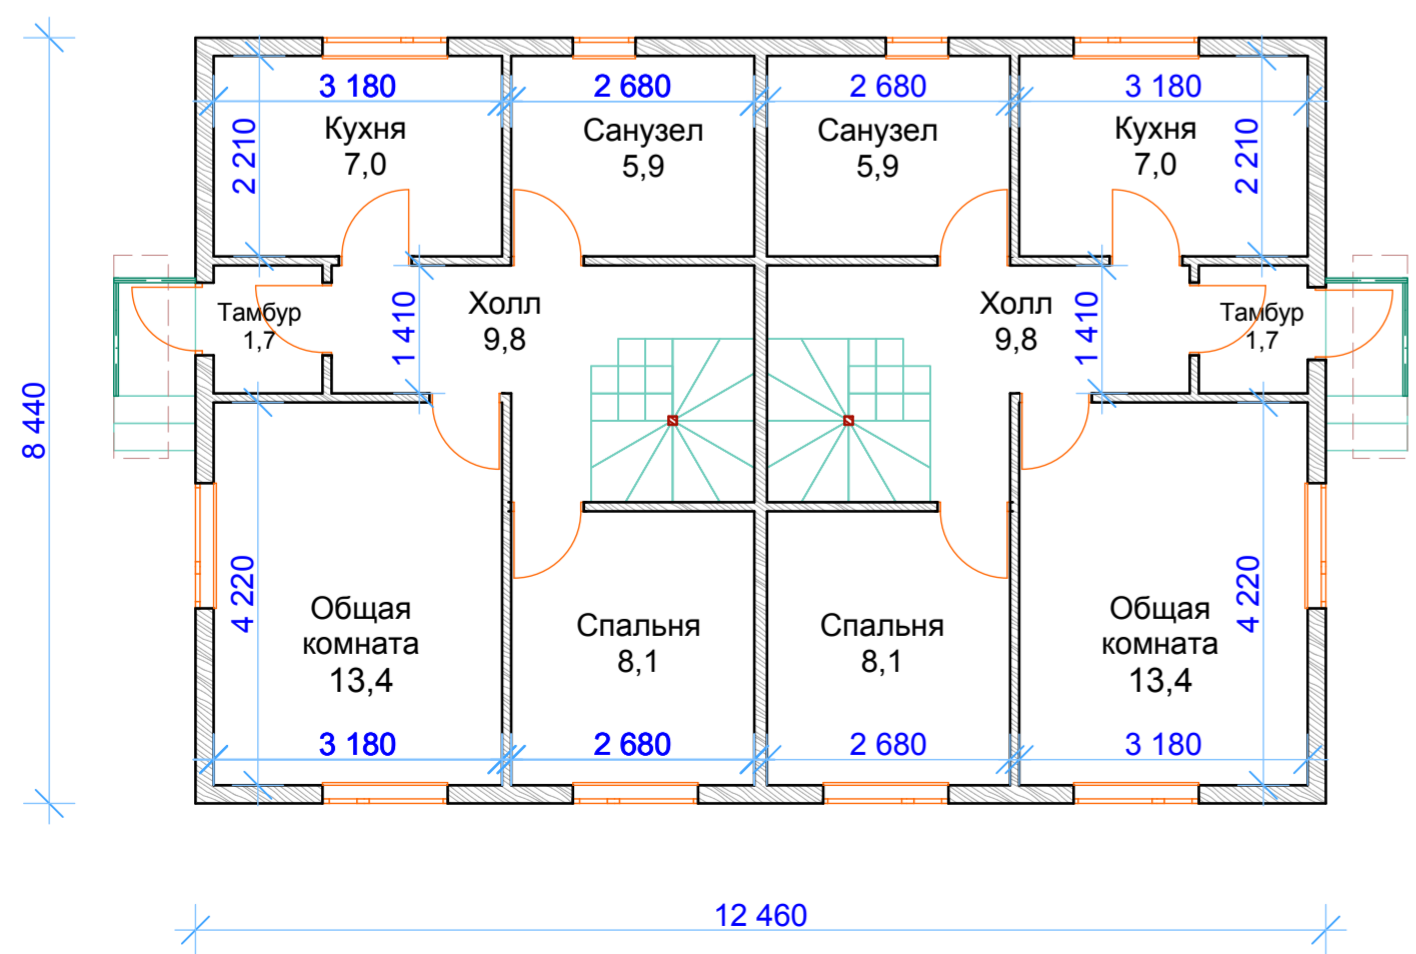 3 180
2 680
2 680
3 180
Кухня
7,0
Санузел
5,9
Санузел
5,9
Кухня
7,0
2 210
2 210
Тамбур
1,7
1 410
Холл
9,8
Холл
9,8
1 410
Тамбур
1,7
8 440
4 220
Общая
комната
13,4
Спальня
8,1
Спальня
8,1
Общая
комната
13,4
4 220
3 180
2 680
2 680
3 180
12 460